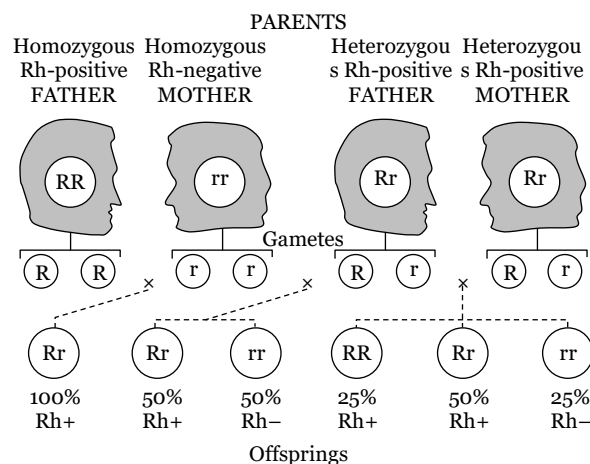 PARENTS
Homozygous Homozygous Heterozygou Heterozygou
Rh-positive Rh-negative s Rh-positive s Rh-positive
FATHER MOTHER FATHER MOTHER
RR rr Rr Rr
Gametes
R R r r R r R r
× × ×
Rr Rr rr RR Rr rr
100% 50% 50% 25% 50% 25%
Rh+ Rh+ Rh– Rh+ Rh+ Rh–
Offsprings